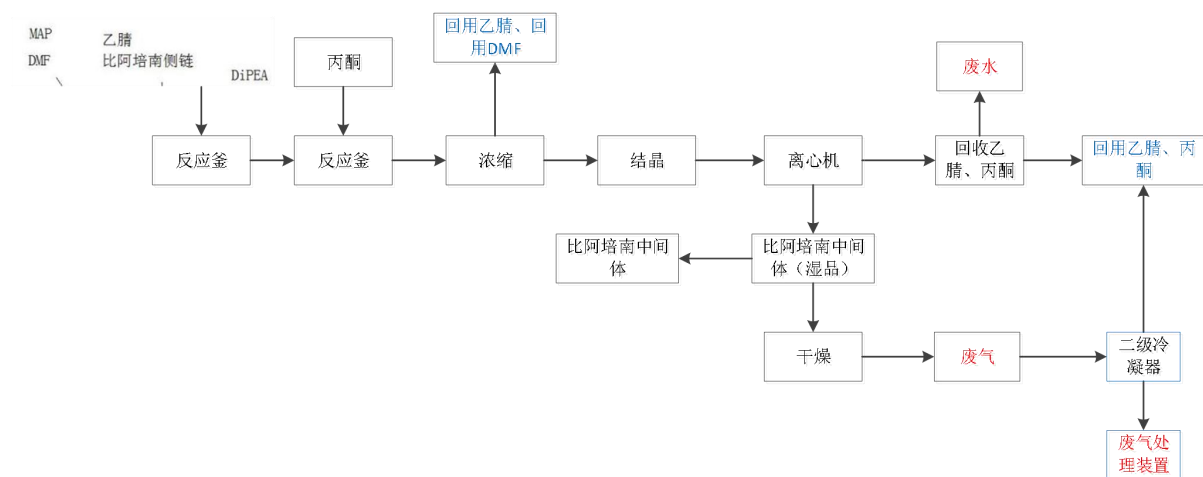 MAP
乙腈
DMF
比阿培南侧链
DiPEA
丙酮
回用乙腈、回
用DMF
废水
反应釜
反应釜
浓缩
结晶
离心机
回收乙
腈、丙酮
回用乙腈、丙
酮
比阿培南中间
体
比阿培南中间
体（湿品）
干燥
废气
二级冷
凝器
废气处
理装置